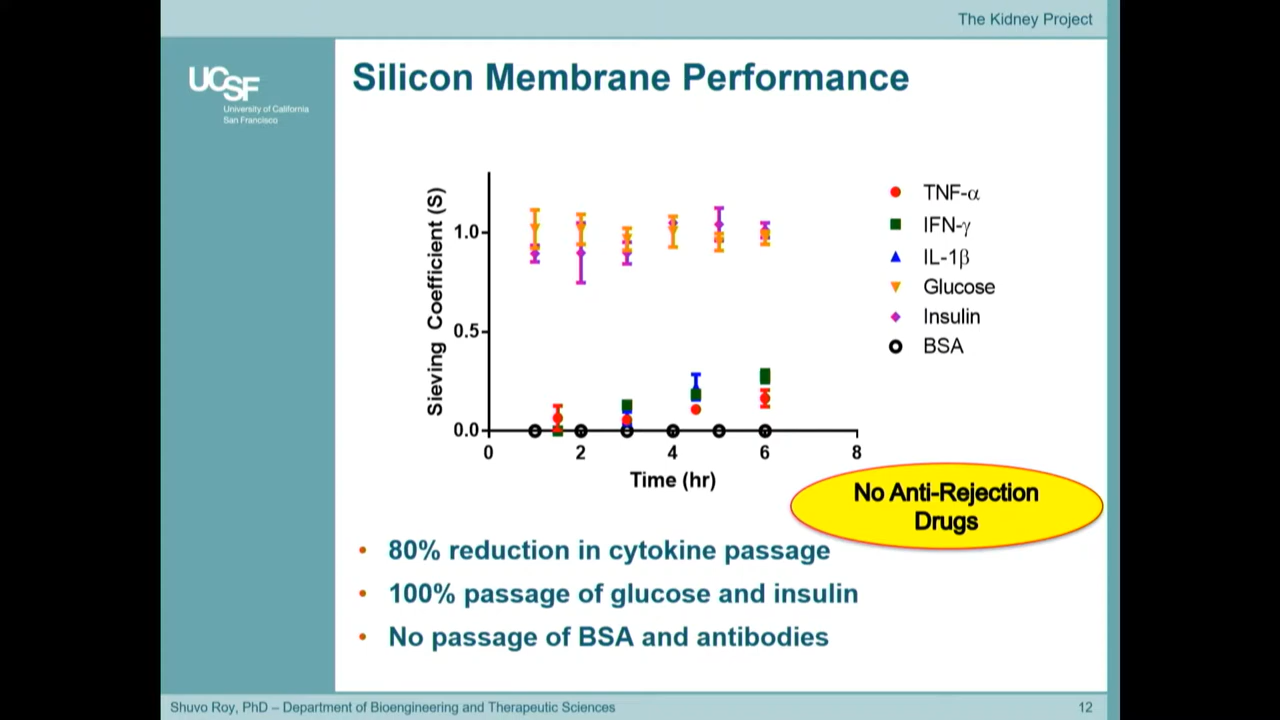 The Kidney Project
UCSF
University of California
San Francisco
Silicon Membrane Performance
Sieving Coefficient (S)
1.0
0.5
0.0
0 2 4 6 8
Time (hr)
TNF-α
IFN-γ
IL-1β
Glucose
Insulin
BSA
No Anti-Rejection
Drugs
• 80% reduction in cytokine passage
• 100% passage of glucose and insulin
• No passage of BSA and antibodies
Shuvo Roy, PhD – Department of Bioengineering and Therapeutic Sciences
12